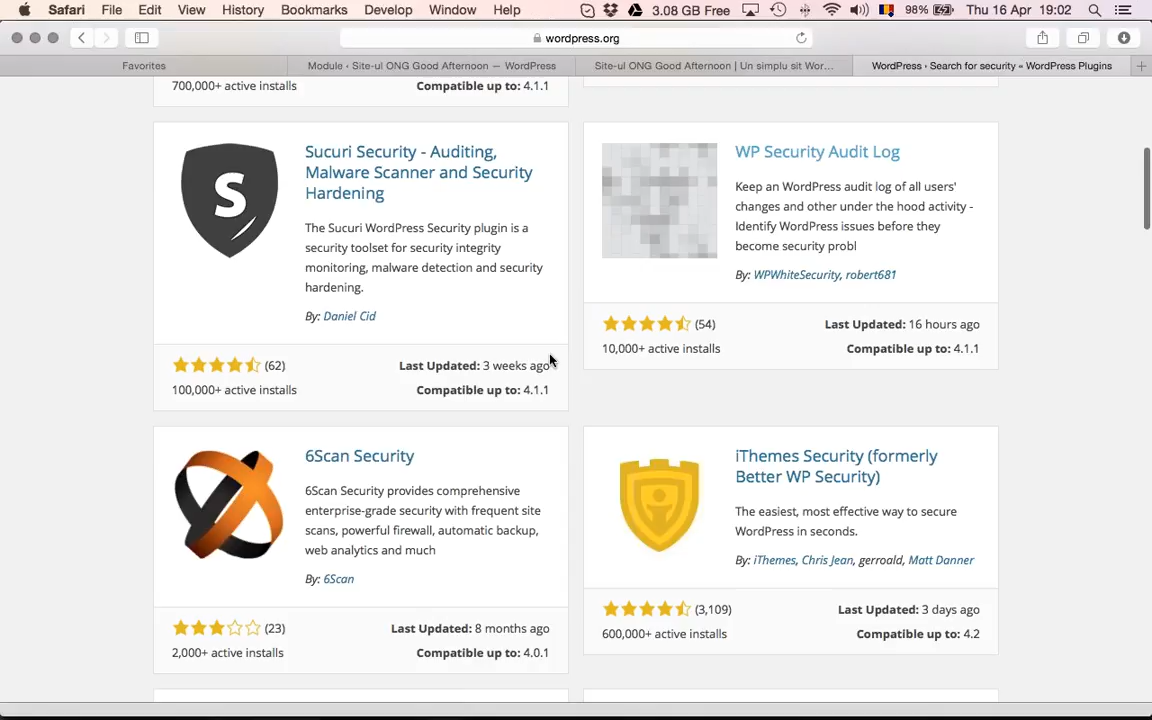 Safari File Edit View History Bookmarks Develop Window Help 3.08 GB Free 98% Thu 16 Apr 19:02
wordpress.org
Favorites Module ‹ Site-ul ONG Good Afternoon — WordPress Site-ul ONG Good Afternoon | Un simplu sit Wor... WordPress › Search for security « WordPress Plugins
700,000+ active installs Compatible up to: 4.1.1
Sucuri Security - Auditing,
Malware Scanner and Security
Hardening
The Sucuri WordPress Security plugin is a
security toolset for security integrity
monitoring, malware detection and security
hardening.
By: Daniel Cid
(62) Last Updated: 3 weeks ago
100,000+ active installs Compatible up to: 4.1.1
S
WP Security Audit Log
Keep an WordPress audit log of all users'
changes and other under the hood activity -
Identify WordPress issues before they
become security probl
By: WPWhiteSecurity, robert681
(54) Last Updated: 16 hours ago
10,000+ active installs Compatible up to: 4.1.1
6Scan Security
6Scan Security provides comprehensive
enterprise-grade security with frequent site
scans, powerful firewall, automatic backup,
web analytics and much
By: 6Scan
(23) Last Updated: 8 months ago
2,000+ active installs Compatible up to: 4.0.1
iThemes Security (formerly
Better WP Security)
The easiest, most effective way to secure
WordPress in seconds.
By: iThemes, Chris Jean, gerroald, Matt Danner
(3,109) Last Updated: 3 days ago
600,000+ active installs Compatible up to: 4.2